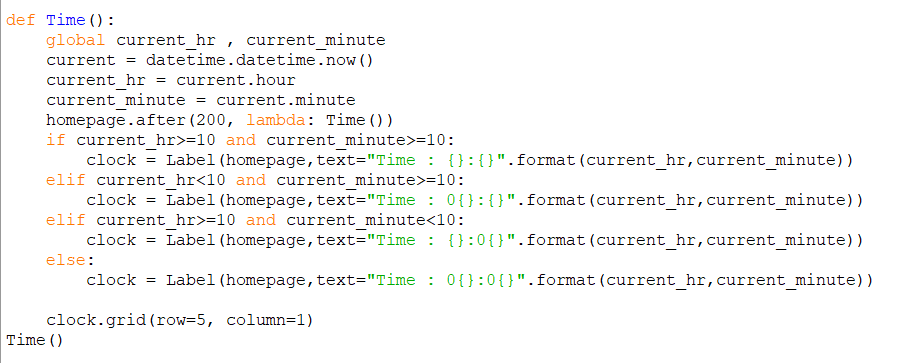 def Time():
    global current_hr , current_minute
    current = datetime.datetime.now()
    current_hr = current.hour
    current_minute = current.minute
    homepage.after(200, lambda: Time())
    if current_hr>=10 and current_minute>=10:
        clock = Label(homepage,text="Time : {}:{}".format(current_hr,current_minute))
    elif current_hr<10 and current_minute>=10:
        clock = Label(homepage,text="Time : 0{}:{}".format(current_hr,current_minute))
    elif current_hr>=10 and current_minute<10:
        clock = Label(homepage,text="Time : {}:0{}".format(current_hr,current_minute))
    else:
        clock = Label(homepage,text="Time : 0{}:0{}".format(current_hr,current_minute))

    clock.grid(row=5, column=1)
Time()